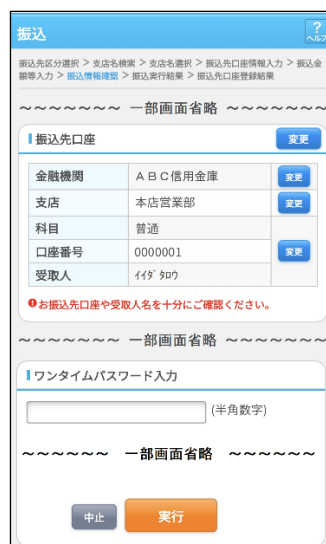 振込
?
ヘルプ
振込先区分選択 > 支店名検索 > 支店名選択 > 振込先口座情報入力 > 振込金
額等入力 > 振込情報確認 > 振込実行結果 > 振込先口座登録結果
~~~~~~~ 一部画面省略 ~~~~~~~
振込先口座 変更
金融機関 ABC信用金庫 変更
支店 本店営業部 変更
科目 普通
口座番号 0000001 変更
受取人 イイダ タロウ
お振込先口座や受取人名を十分にご確認ください。
~~~~~~~ 一部画面省略 ~~~~~~~
ワンタイムパスワード入力
(半角数字)
~~~~~~ 一部画面省略 ~~~~~~
中止 実行